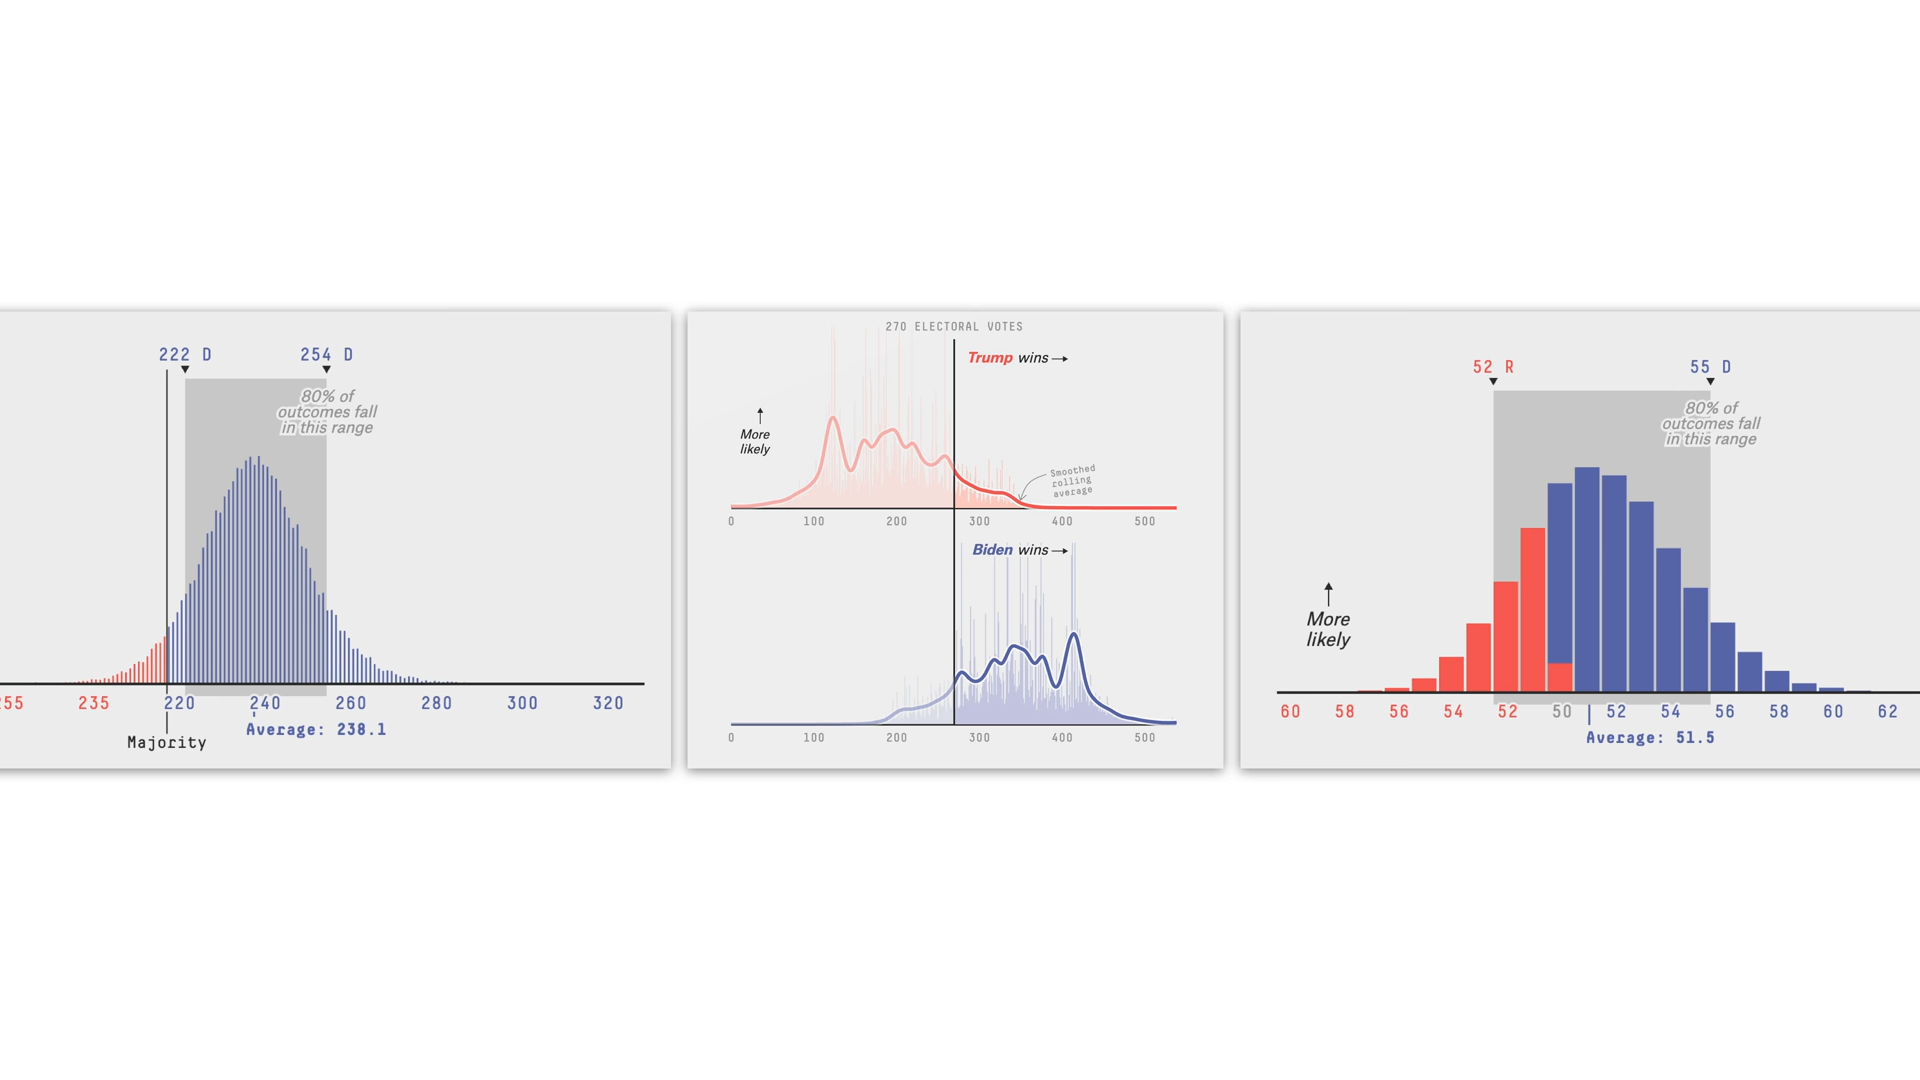 222 D 254 D
80% of
outcomes fall
in this range
255 235 220 240 260 280 300 320
Average: 238.1
Majority
270 ELECTORAL VOTES
Trump wins →
More
likely
Smoothed
rolling
average
0 100 200 300 400 500
Biden wins →
0 100 200 300 400 500
52 R 55 D
80% of
outcomes fall
in this range
More
likely
60 58 56 54 52 50 52 54 56 58 60 62
Average: 51.5